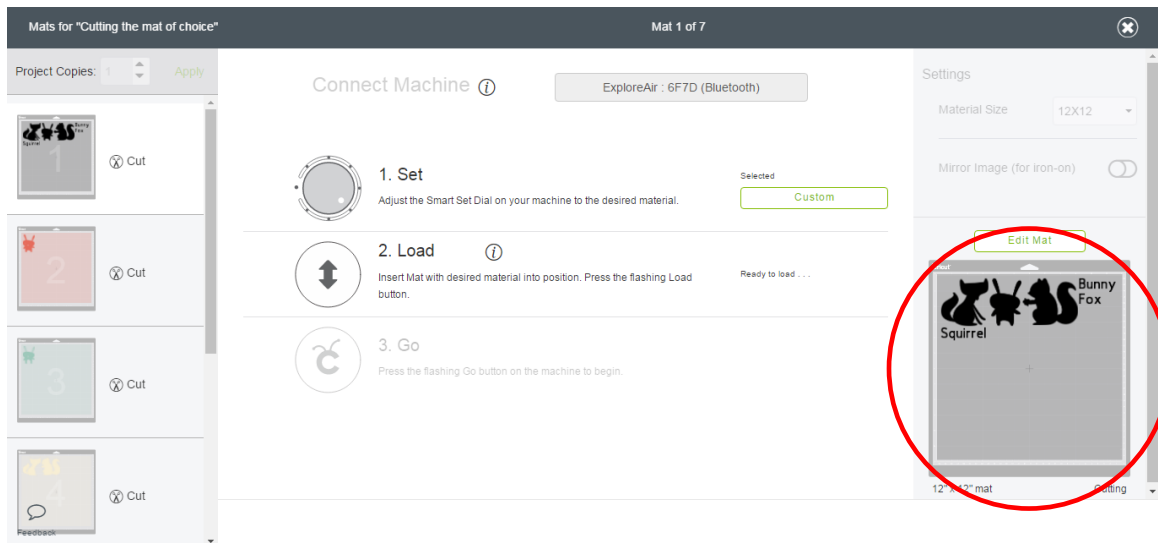 Mats for "Cutting the mat of choice"
Mat 1 of 7
Project Copies: 1 Apply
Connect Machine
ExploreAir : 6F7D (Bluetooth)
Settings
Material Size 12X12
Mirror Image (for iron-on)
Bunny
Fox
Squirrel
1
Cut
2
Cut
3
Cut
4
Cut
Feedback
1. Set
Adjust the Smart Set Dial on your machine to the desired material.
Selected
Custom
2. Load
Insert Mat with desired material into position. Press the flashing Load
button.
Ready to load . . .
3. Go
Press the flashing Go button on the machine to begin.
Edit Mat
cricut
Bunny
Fox
Squirrel
12" x 12" mat
Cutting